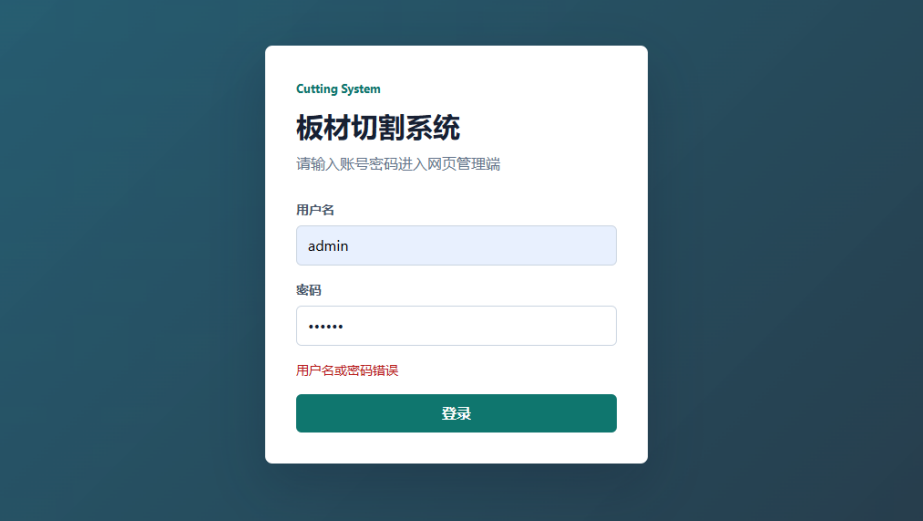 Cutting System
板材切割系统
请输入账号密码进入网页管理端
用户名
admin
密码
••••••
用户名或密码错误
登录